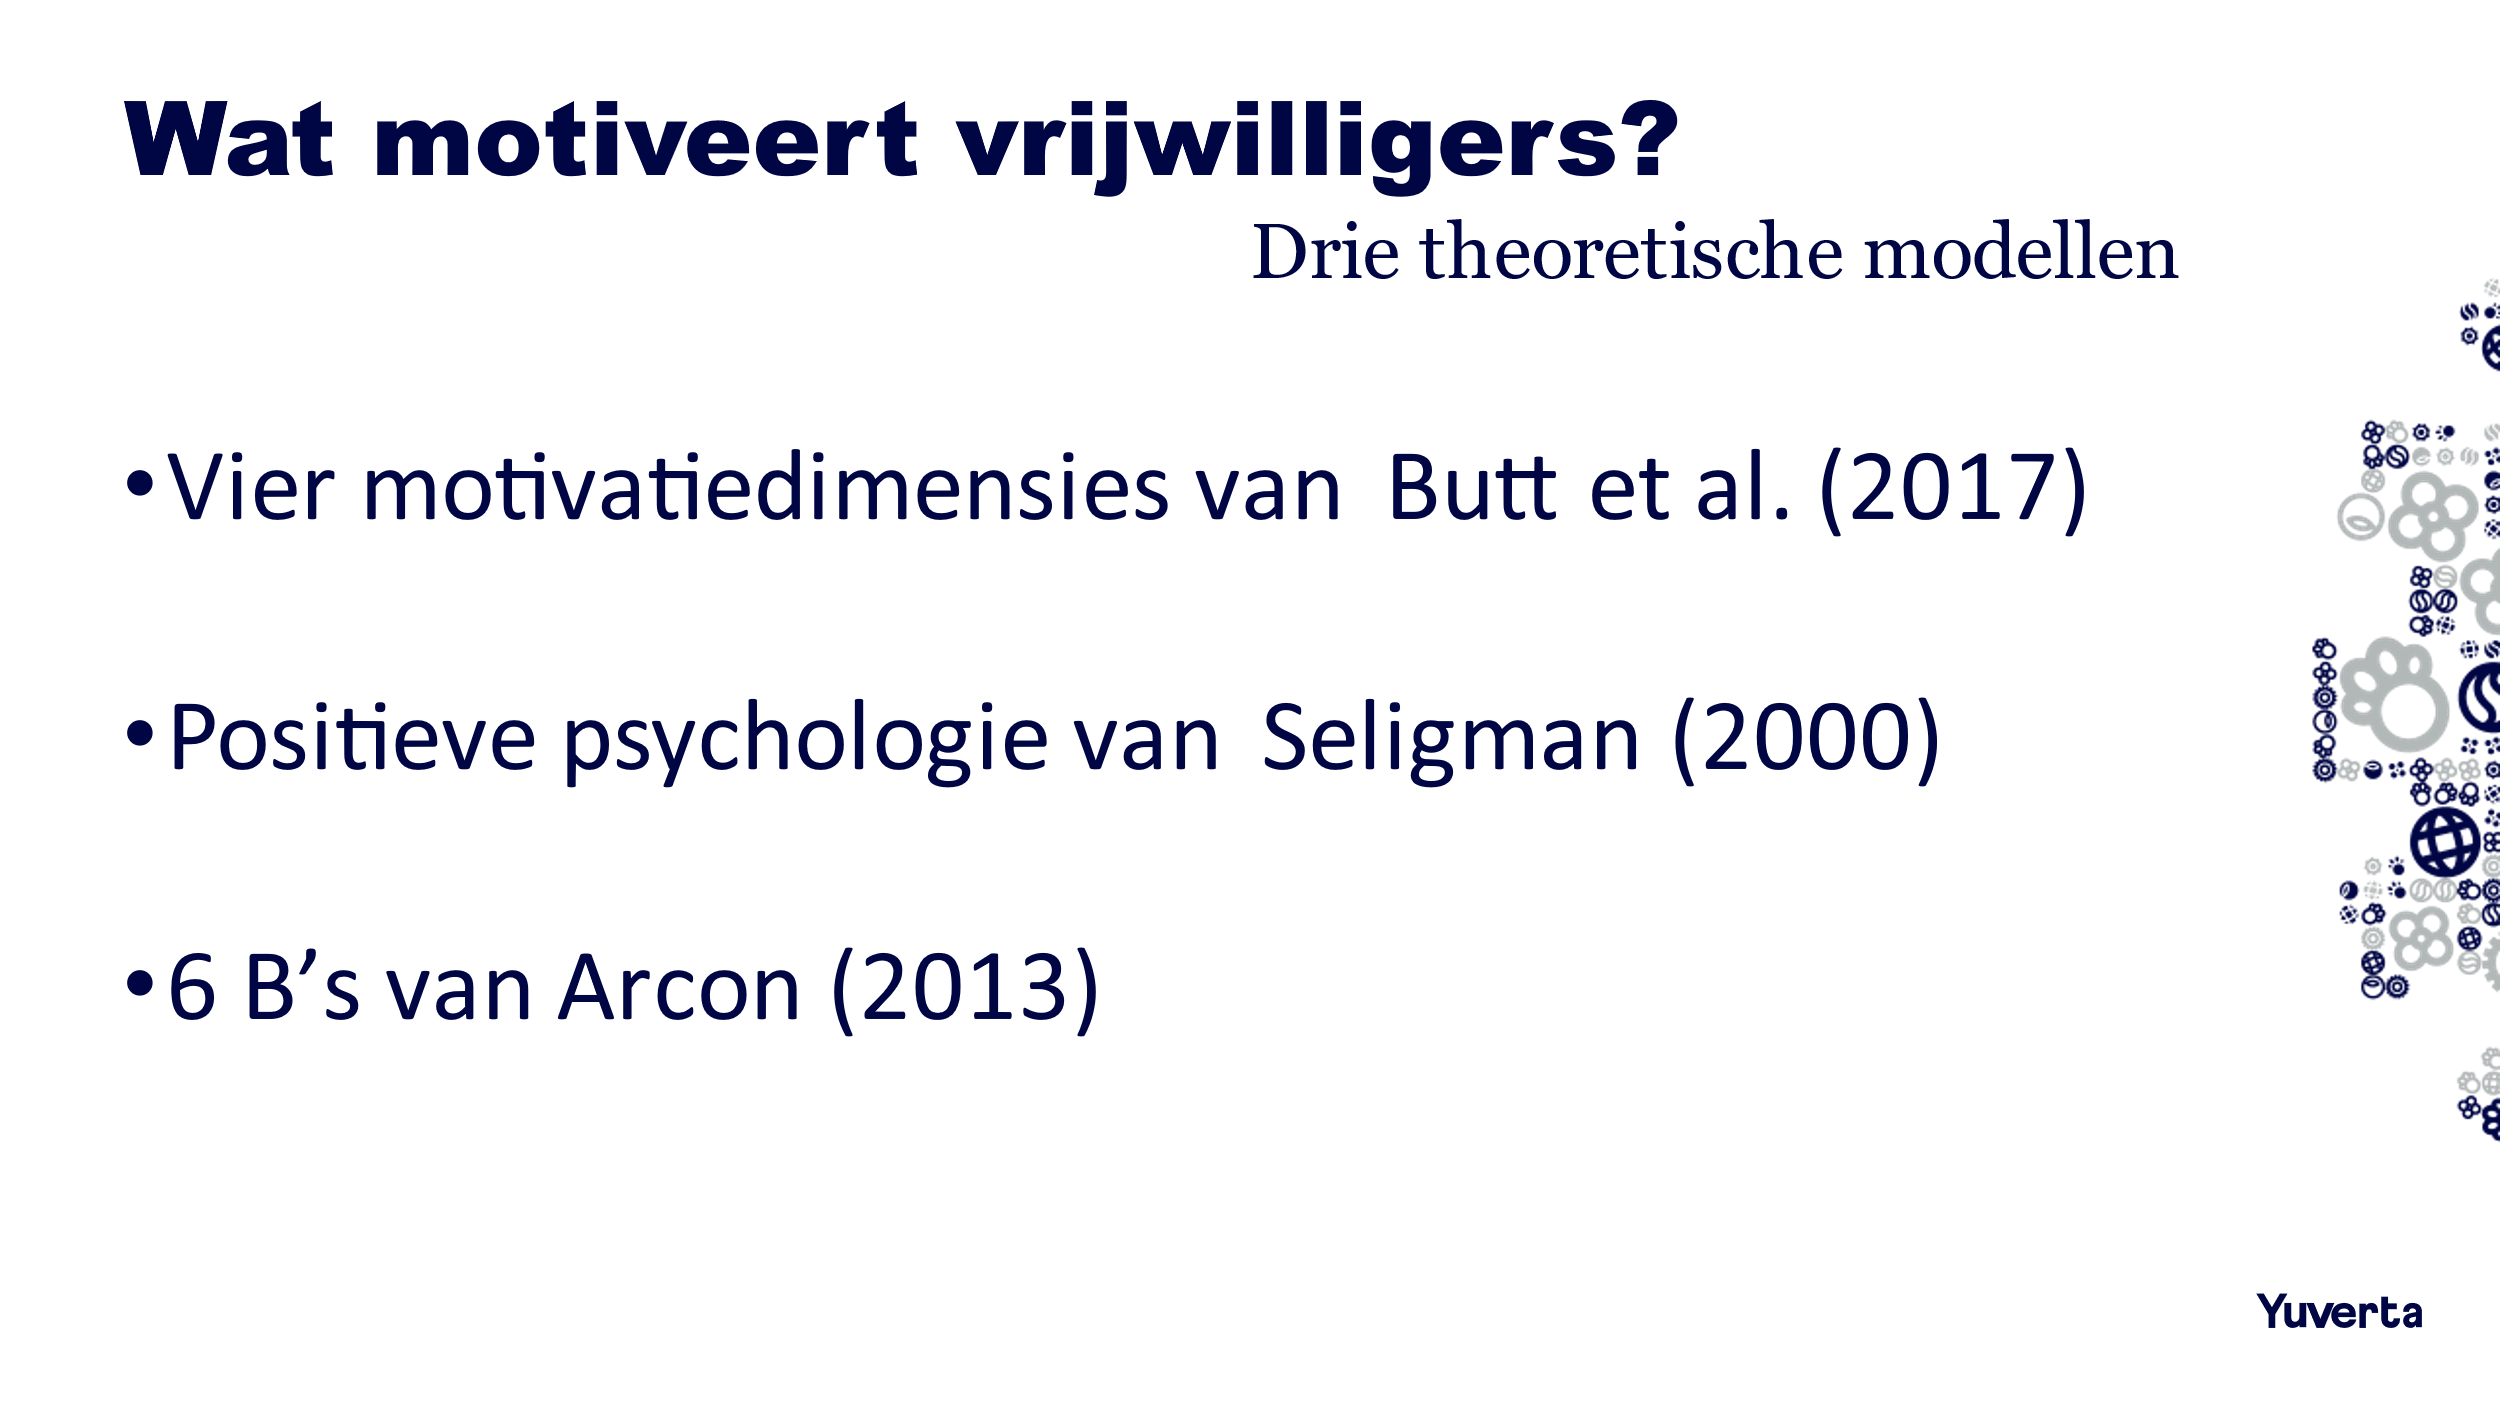 Wat motiveert vrijwilligers?
Drie theoretische modellen
• Vier motivatiedimensies van Butt et al. (2017)
• Positieve psychologie van Seligman (2000)
• 6 B’s van Arcon (2013)
Yuverta